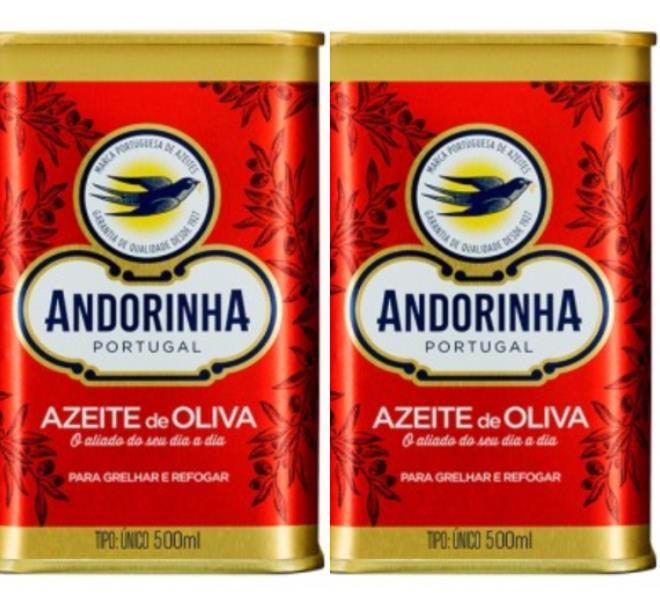 MARCA PORTUGUESA DE AZEITES
GARANTIA DE QUALIDADE DESDE 1927
ANDORINHA
PORTUGAL
AZEITE de OLIVA
O aliado do seu dia a dia
PARA GRELHAR E REFOGAR
TIPO: ÚNICO 500ml
MARCA PORTUGUESA DE AZEITES
GARANTIA DE QUALIDADE DESDE 1927
ANDORINHA
PORTUGAL
AZEITE de OLIVA
O aliado do seu dia a dia
PARA GRELHAR E REFOGAR
TIPO: ÚNICO 500ml